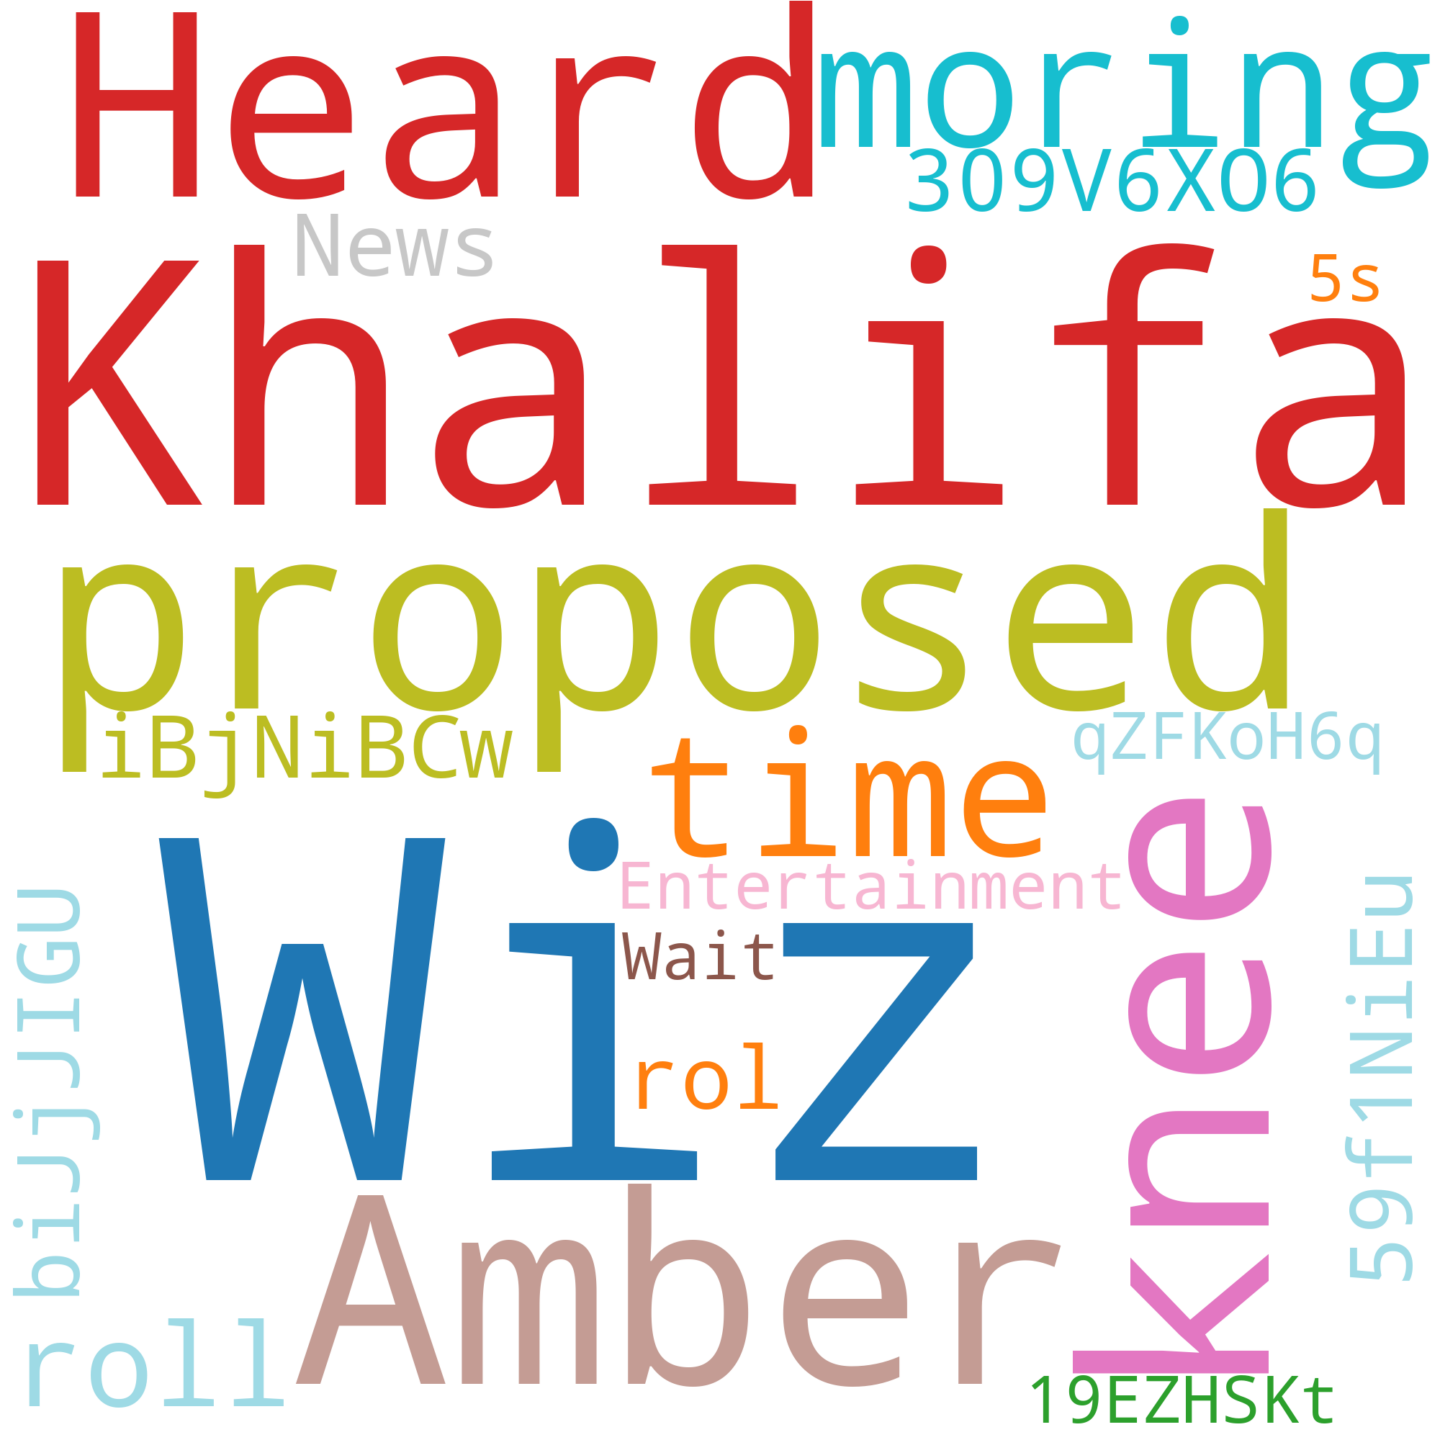 Heard
moring
309V6XO6
News
5s
Khalifa
proposed
iBjNiBCw
qZFKoH6q
time
Entertainment
Wiz
Wait
rol
knee
59f1NiEu
biJjJIGU
Amber
roll
19EZHSKt